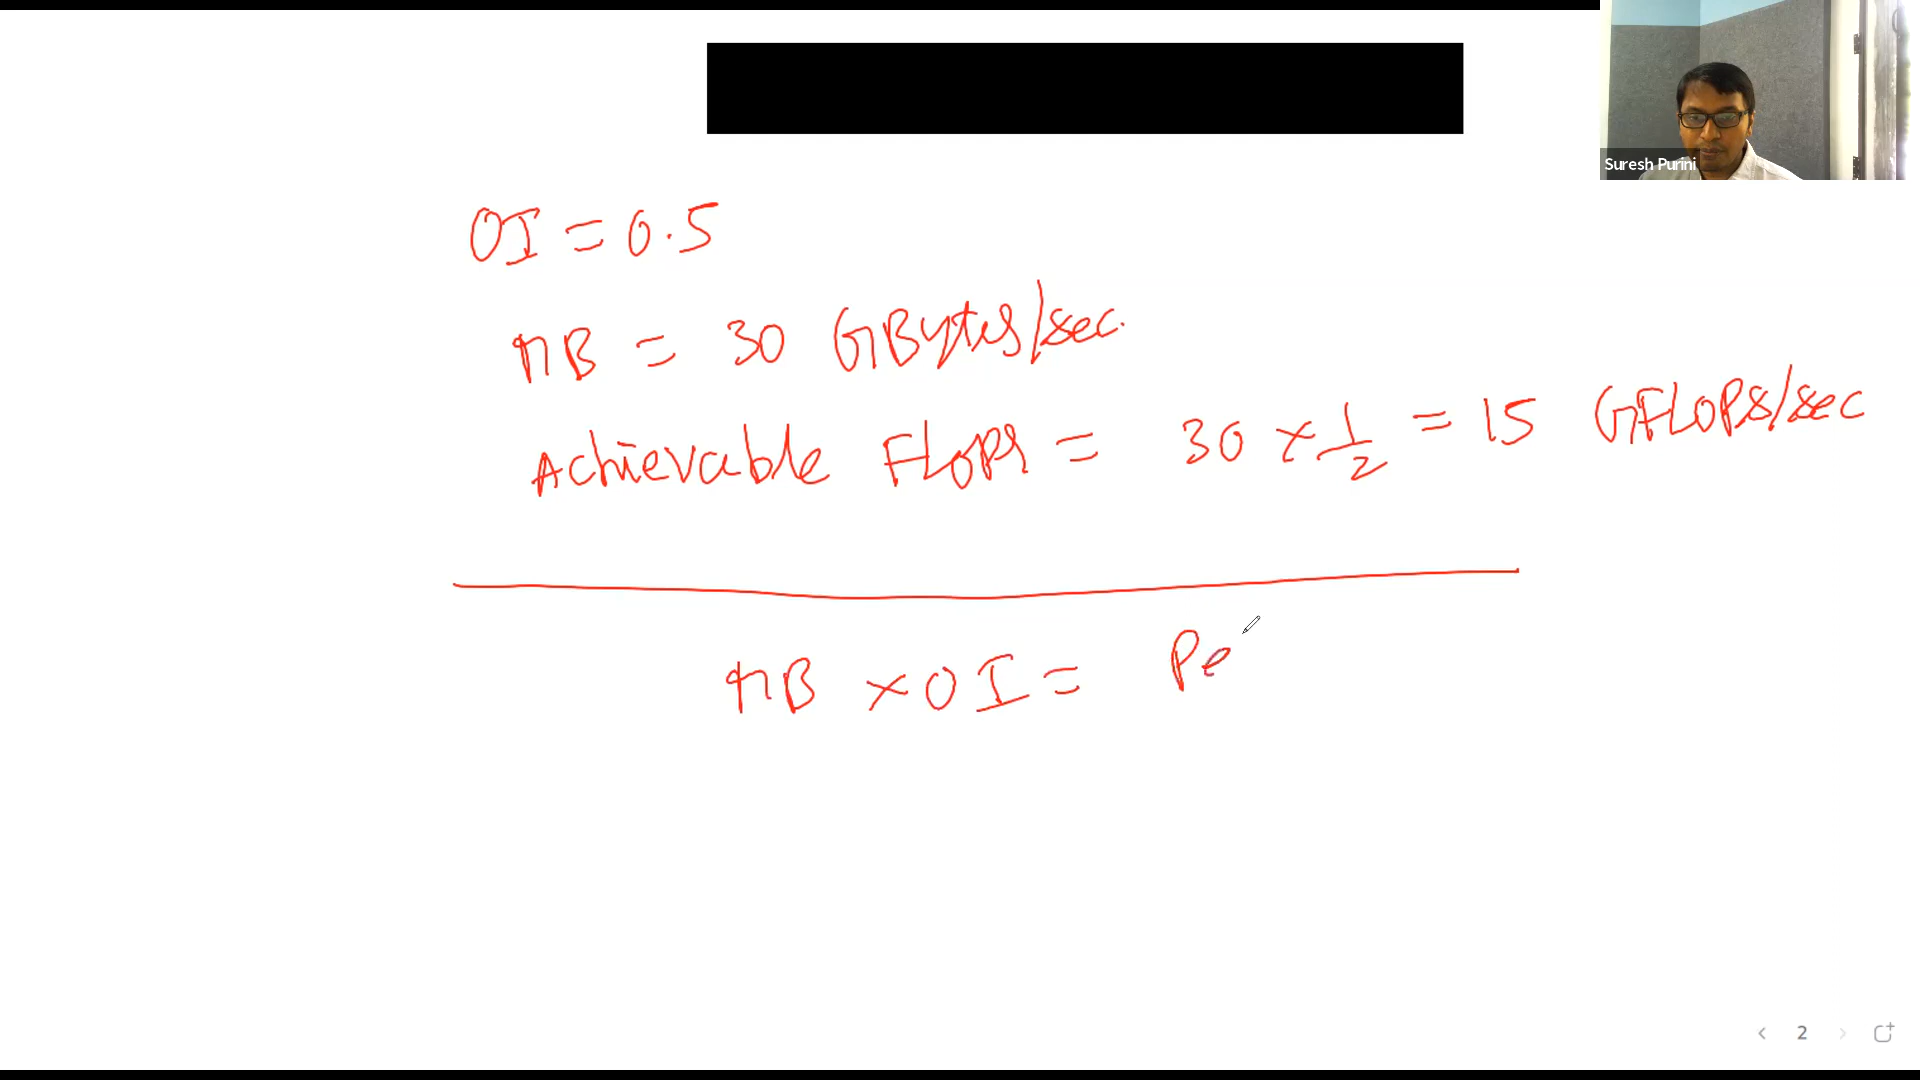 Suresh Purini
OI = 0.5
MB = 30 GBytes/sec.
Achievable FLOPS = 30 × 1/2 = 15 GFLOPS/sec
MB × OI = Pe
2